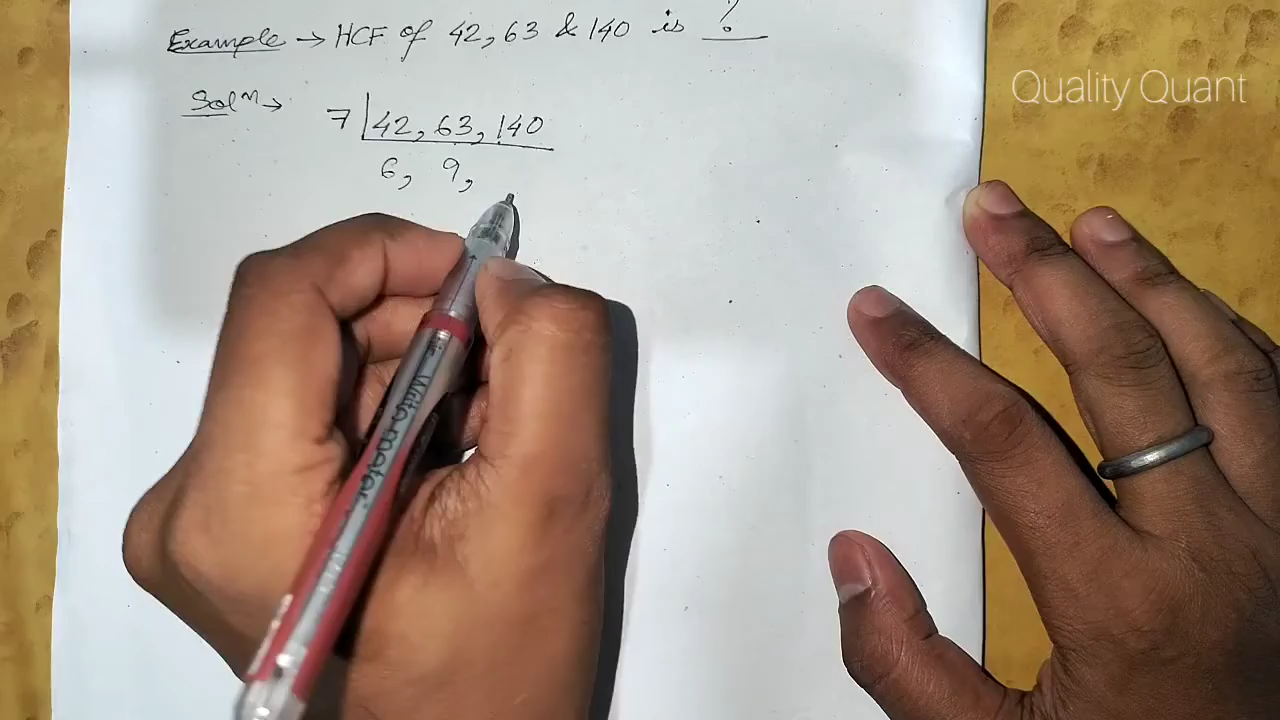 Example → HCF of 42, 63 & 140 is ?
Quality Quant
Solⁿ →
7 | 42, 63, 140
6, 9,